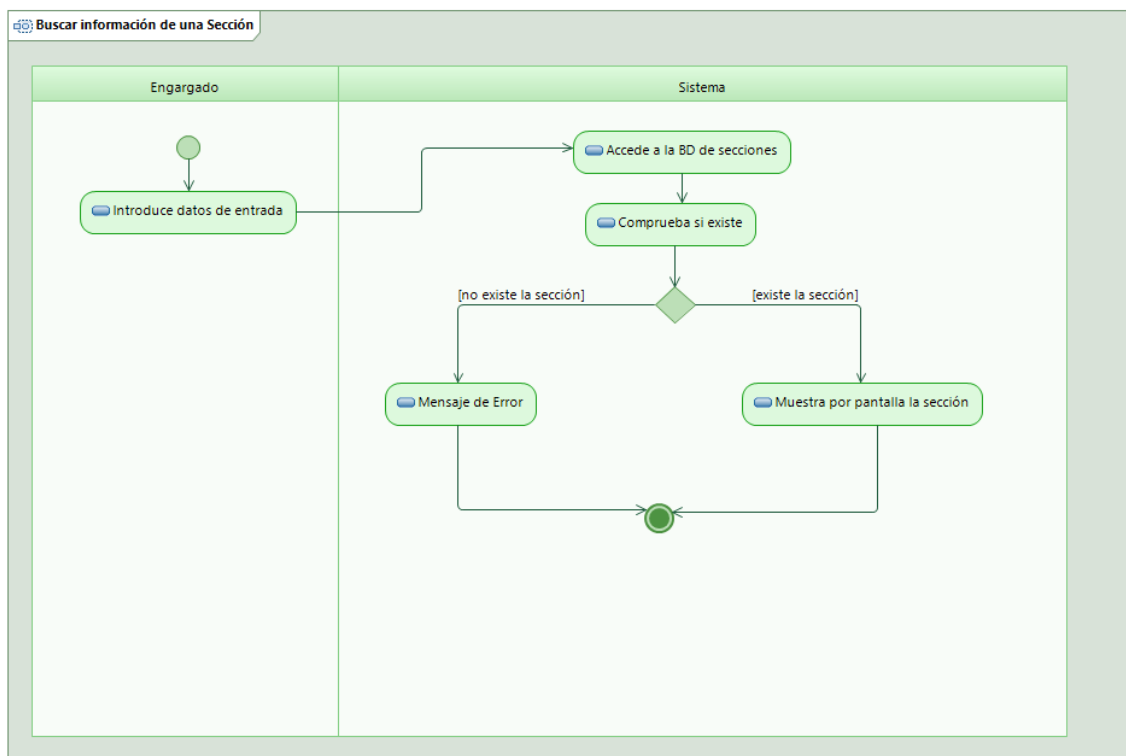 Buscar información de una Sección
Engargado
Sistema
Accede a la BD de secciones
Introduce datos de entrada
Comprueba si existe
[no existe la sección]
[existe la sección]
Mensaje de Error
Muestra por pantalla la sección